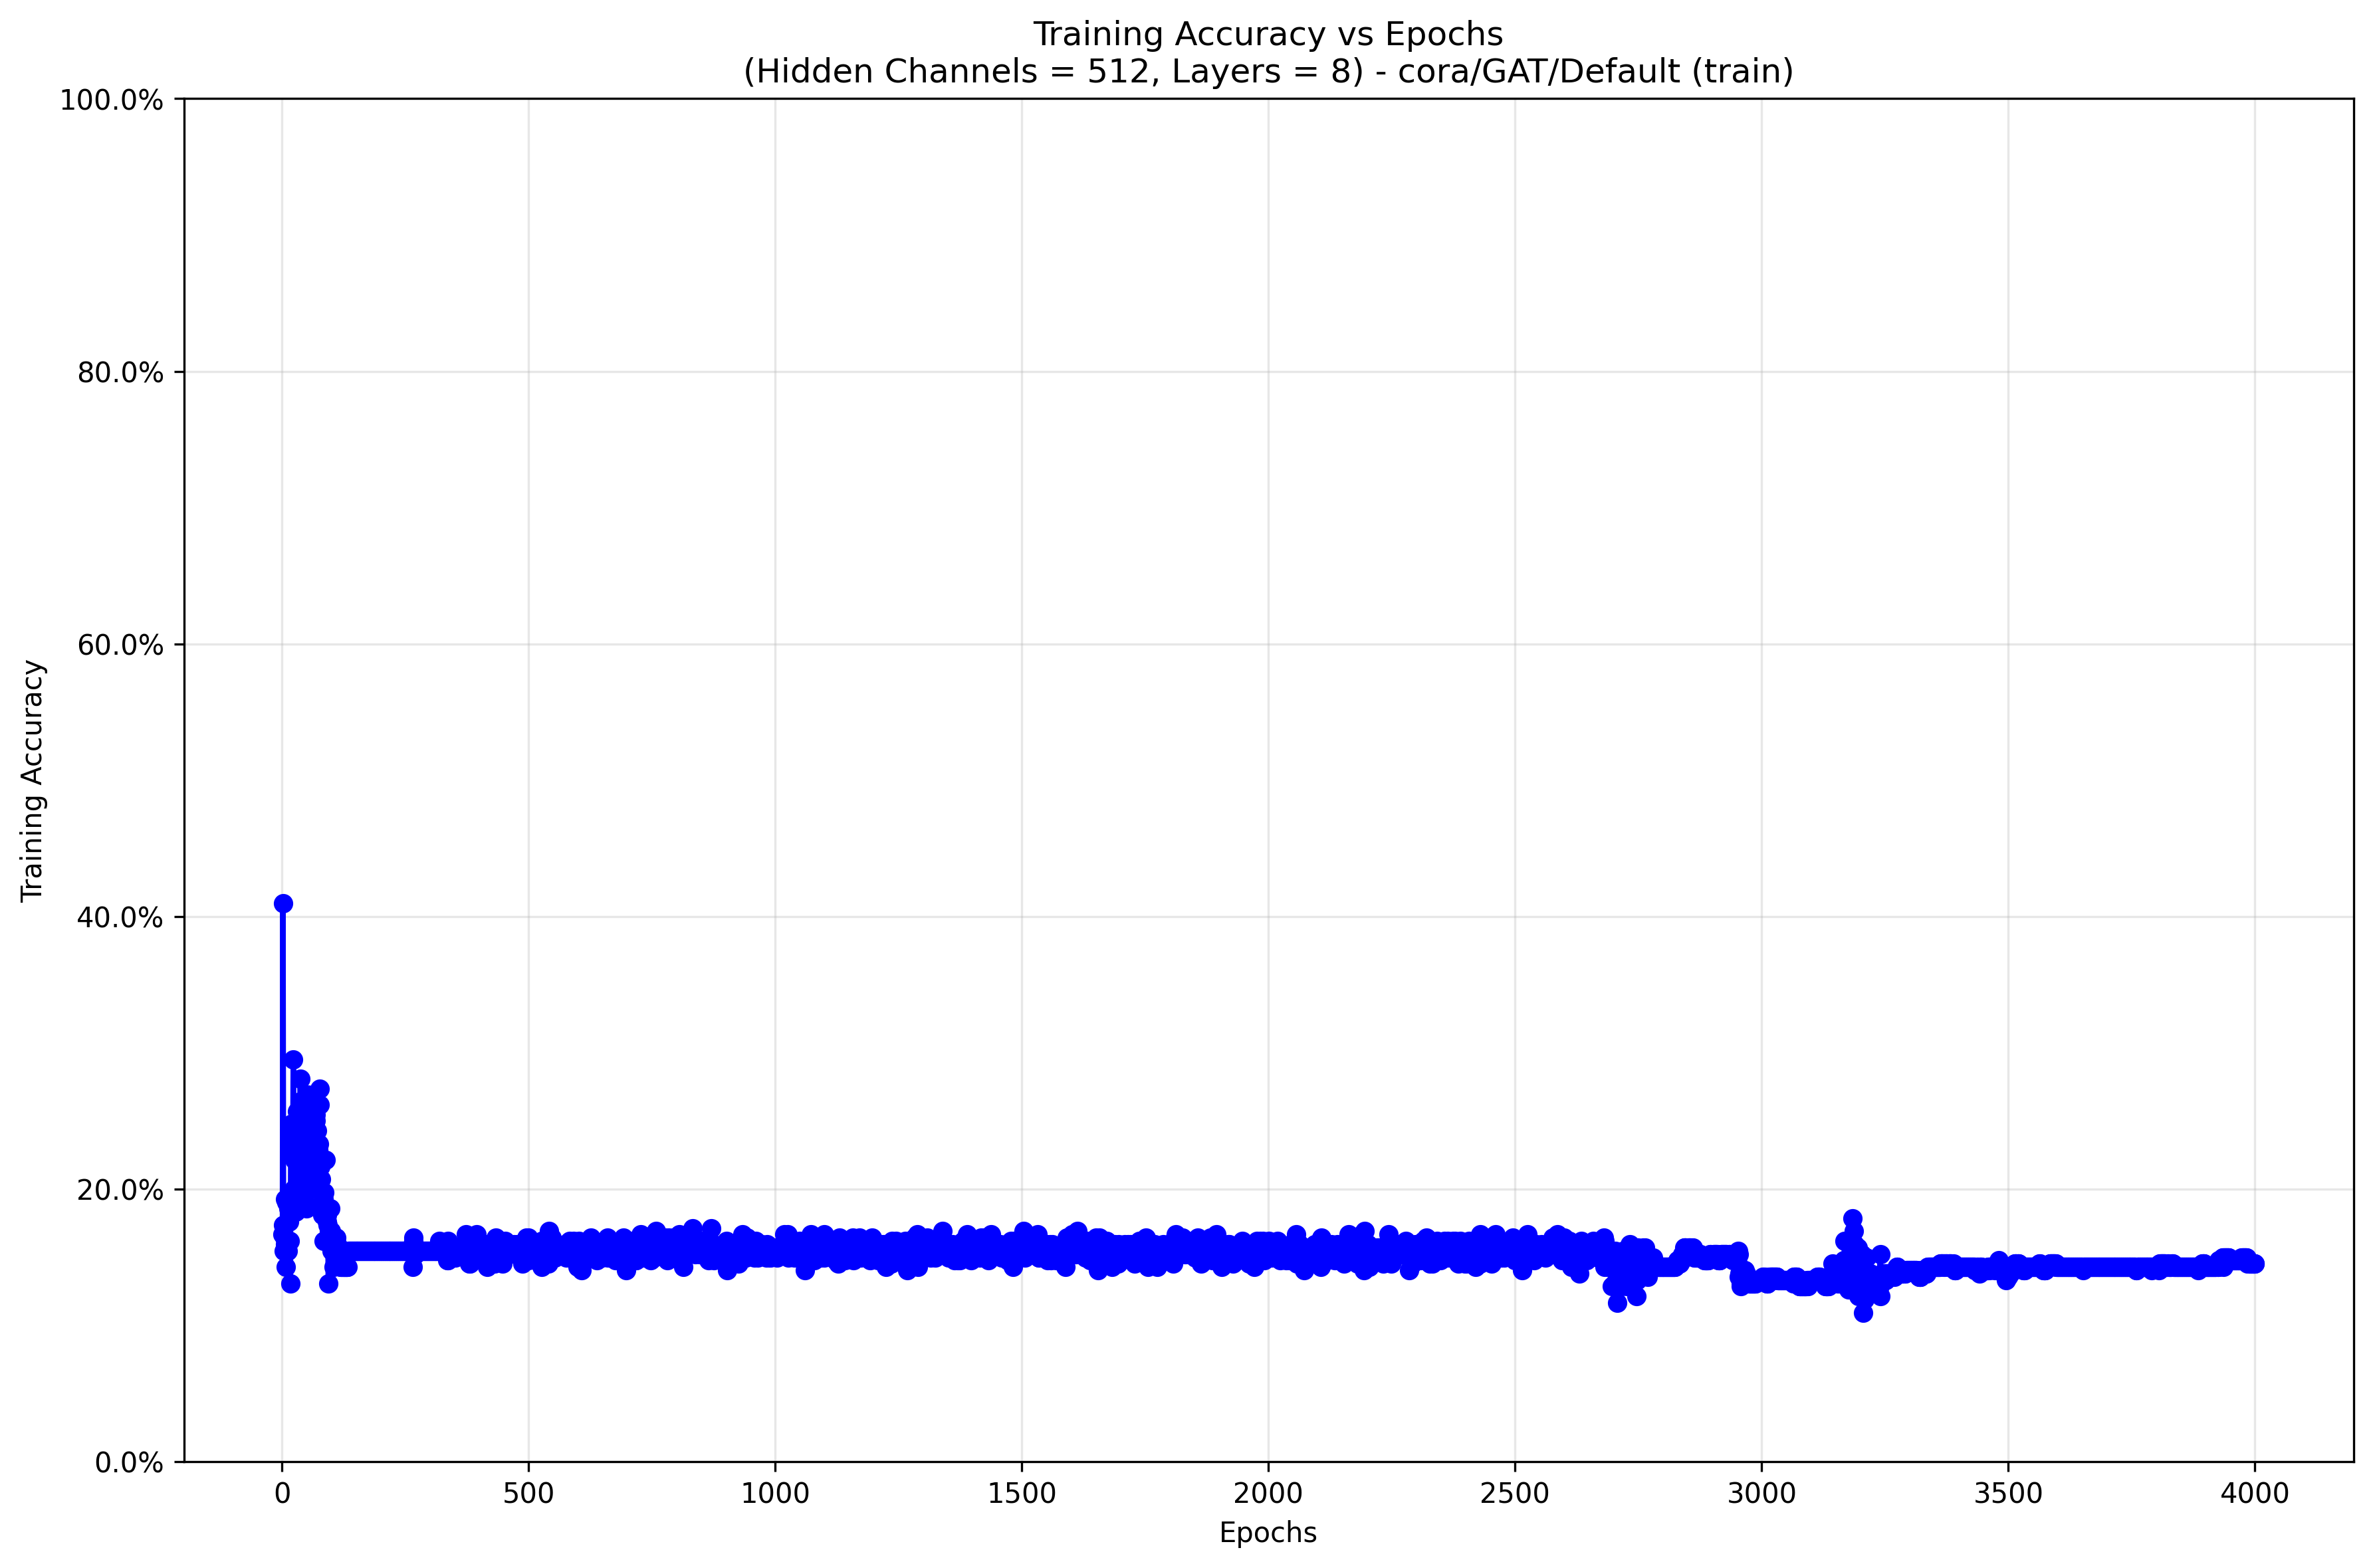 Training Accuracy vs Epochs
(Hidden Channels = 512, Layers = 8) - cora/GAT/Default (train)
100.0%
80.0%
60.0%
40.0%
20.0%
0.0%
Training Accuracy
0 500 1000 1500 2000 2500 3000 3500 4000
Epochs